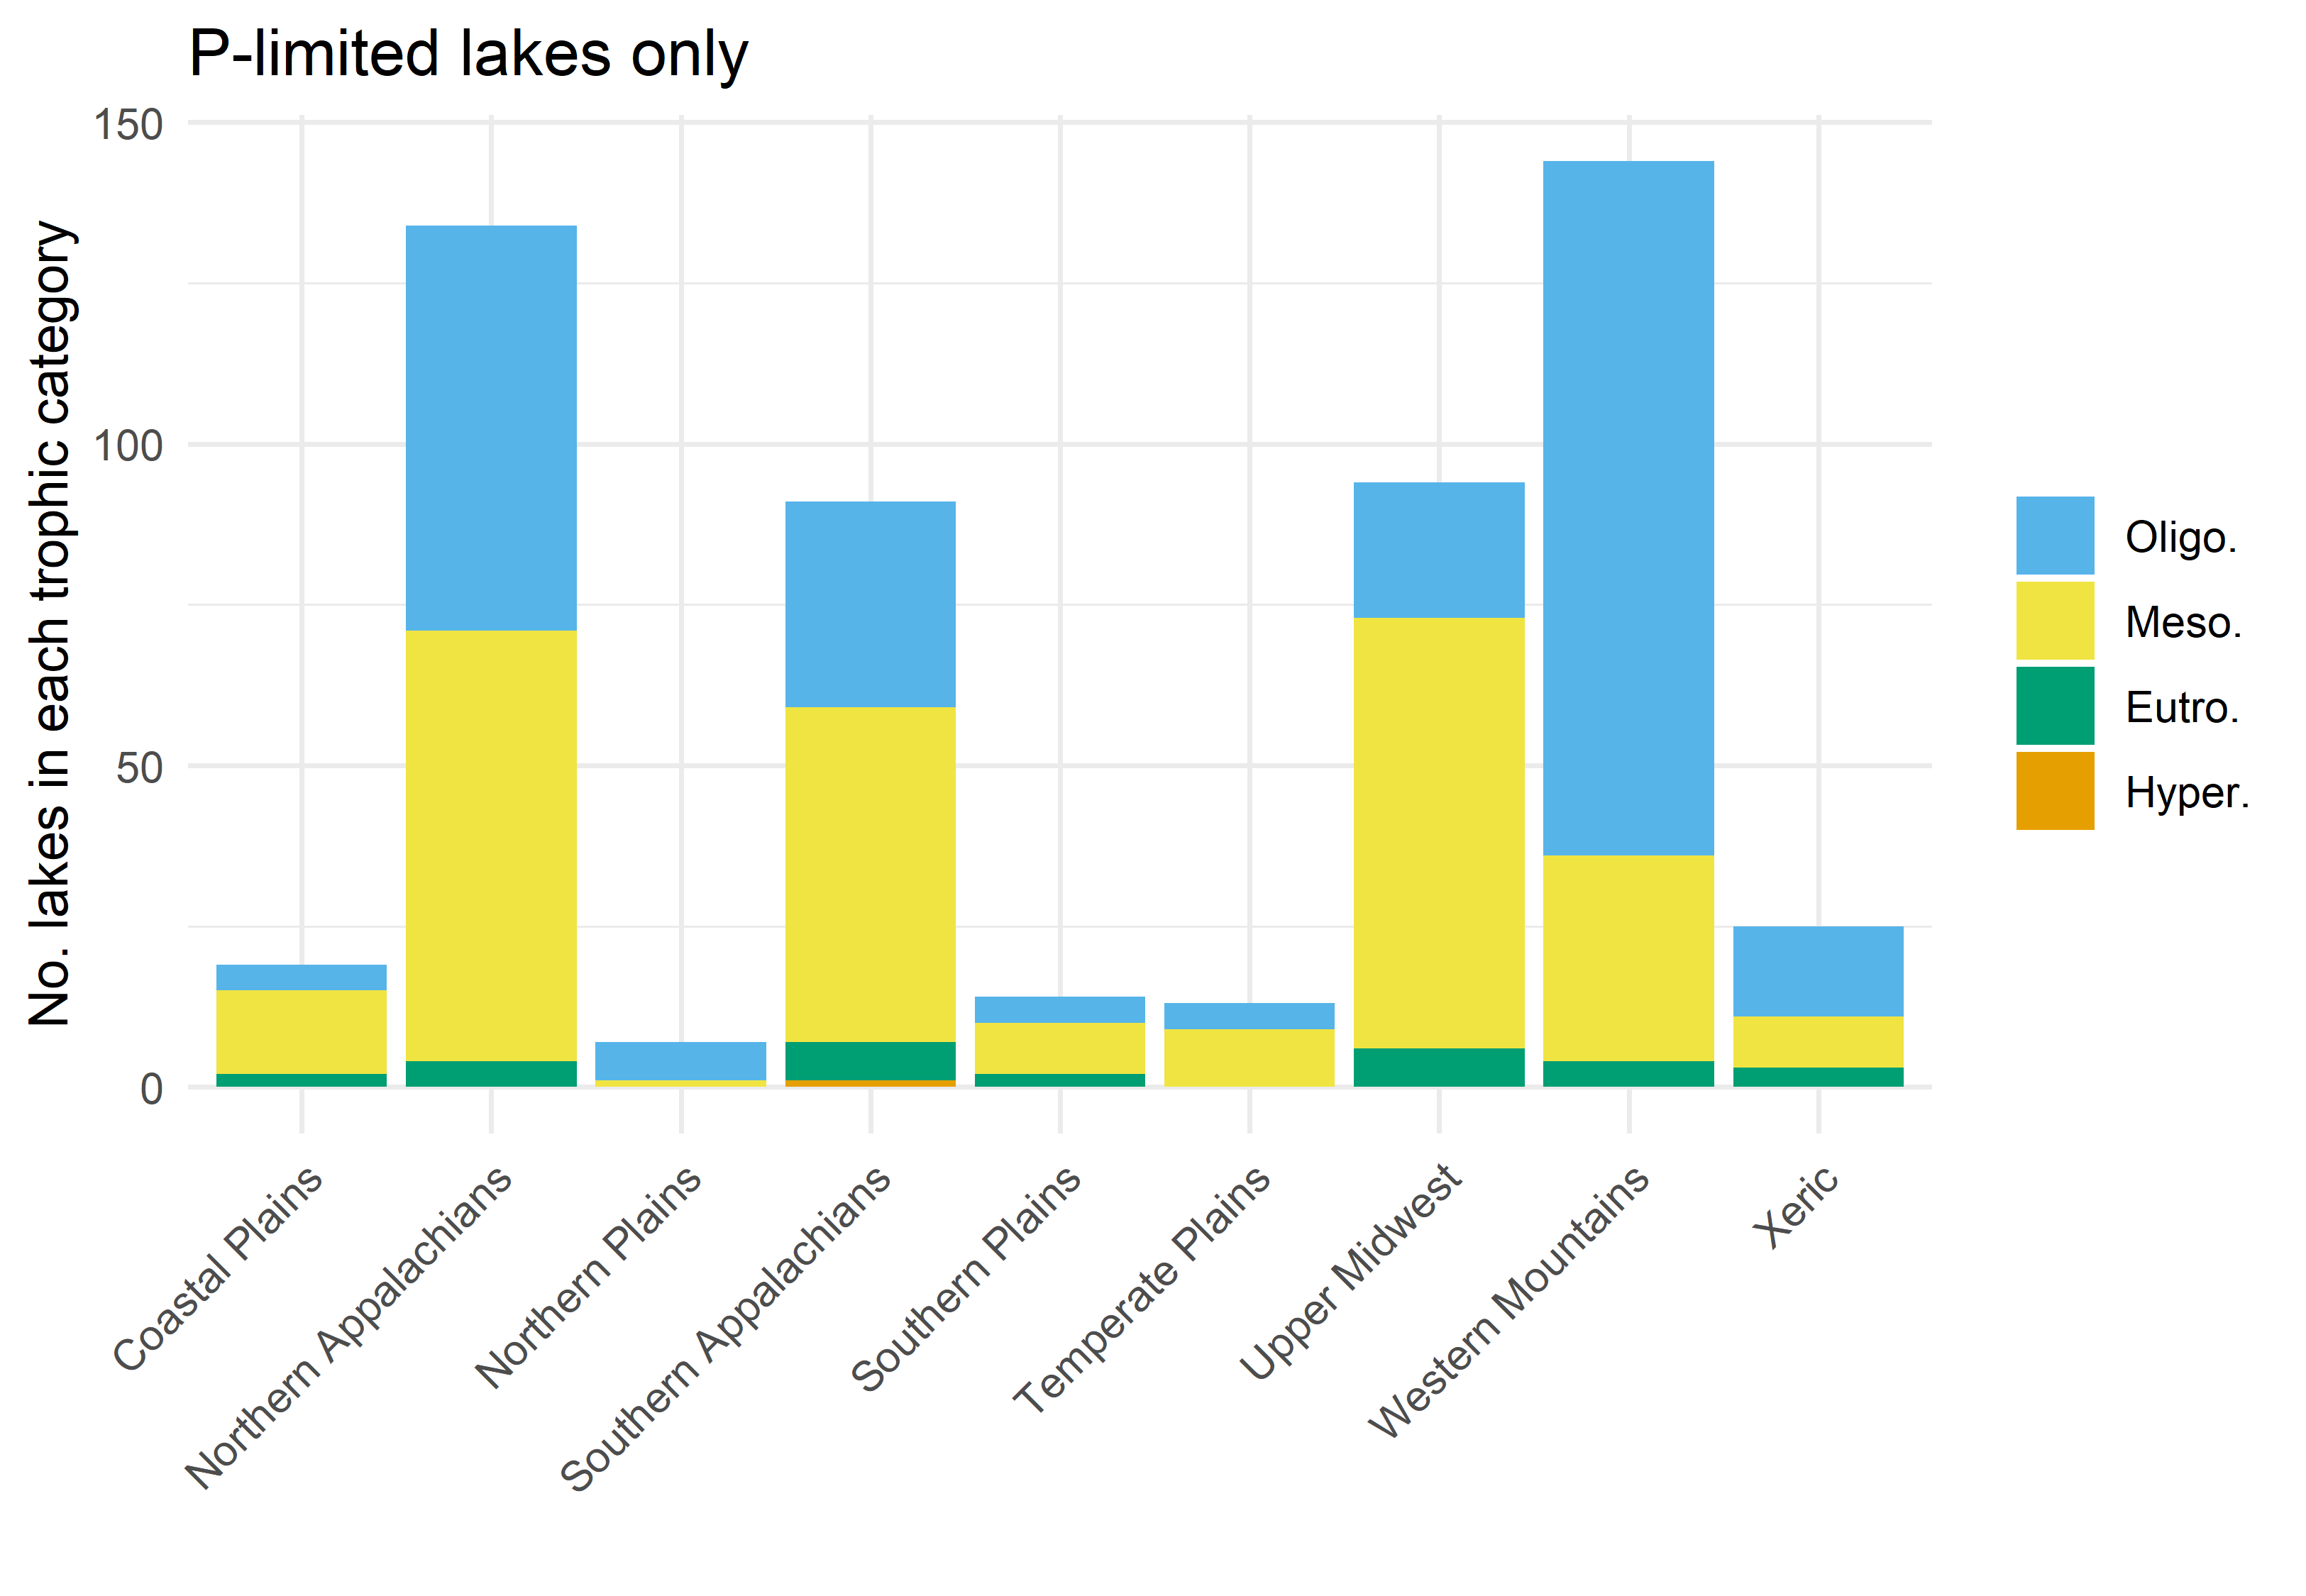 P-limited lakes only
No. lakes in each trophic category
150
100
50
0
Coastal Plains
Northern Appalachians
Northern Plains
Southern Appalachians
Southern Plains
Temperate Plains
Upper Midwest
Western Mountains
Xeric
Oligo.
Meso.
Eutro.
Hyper.